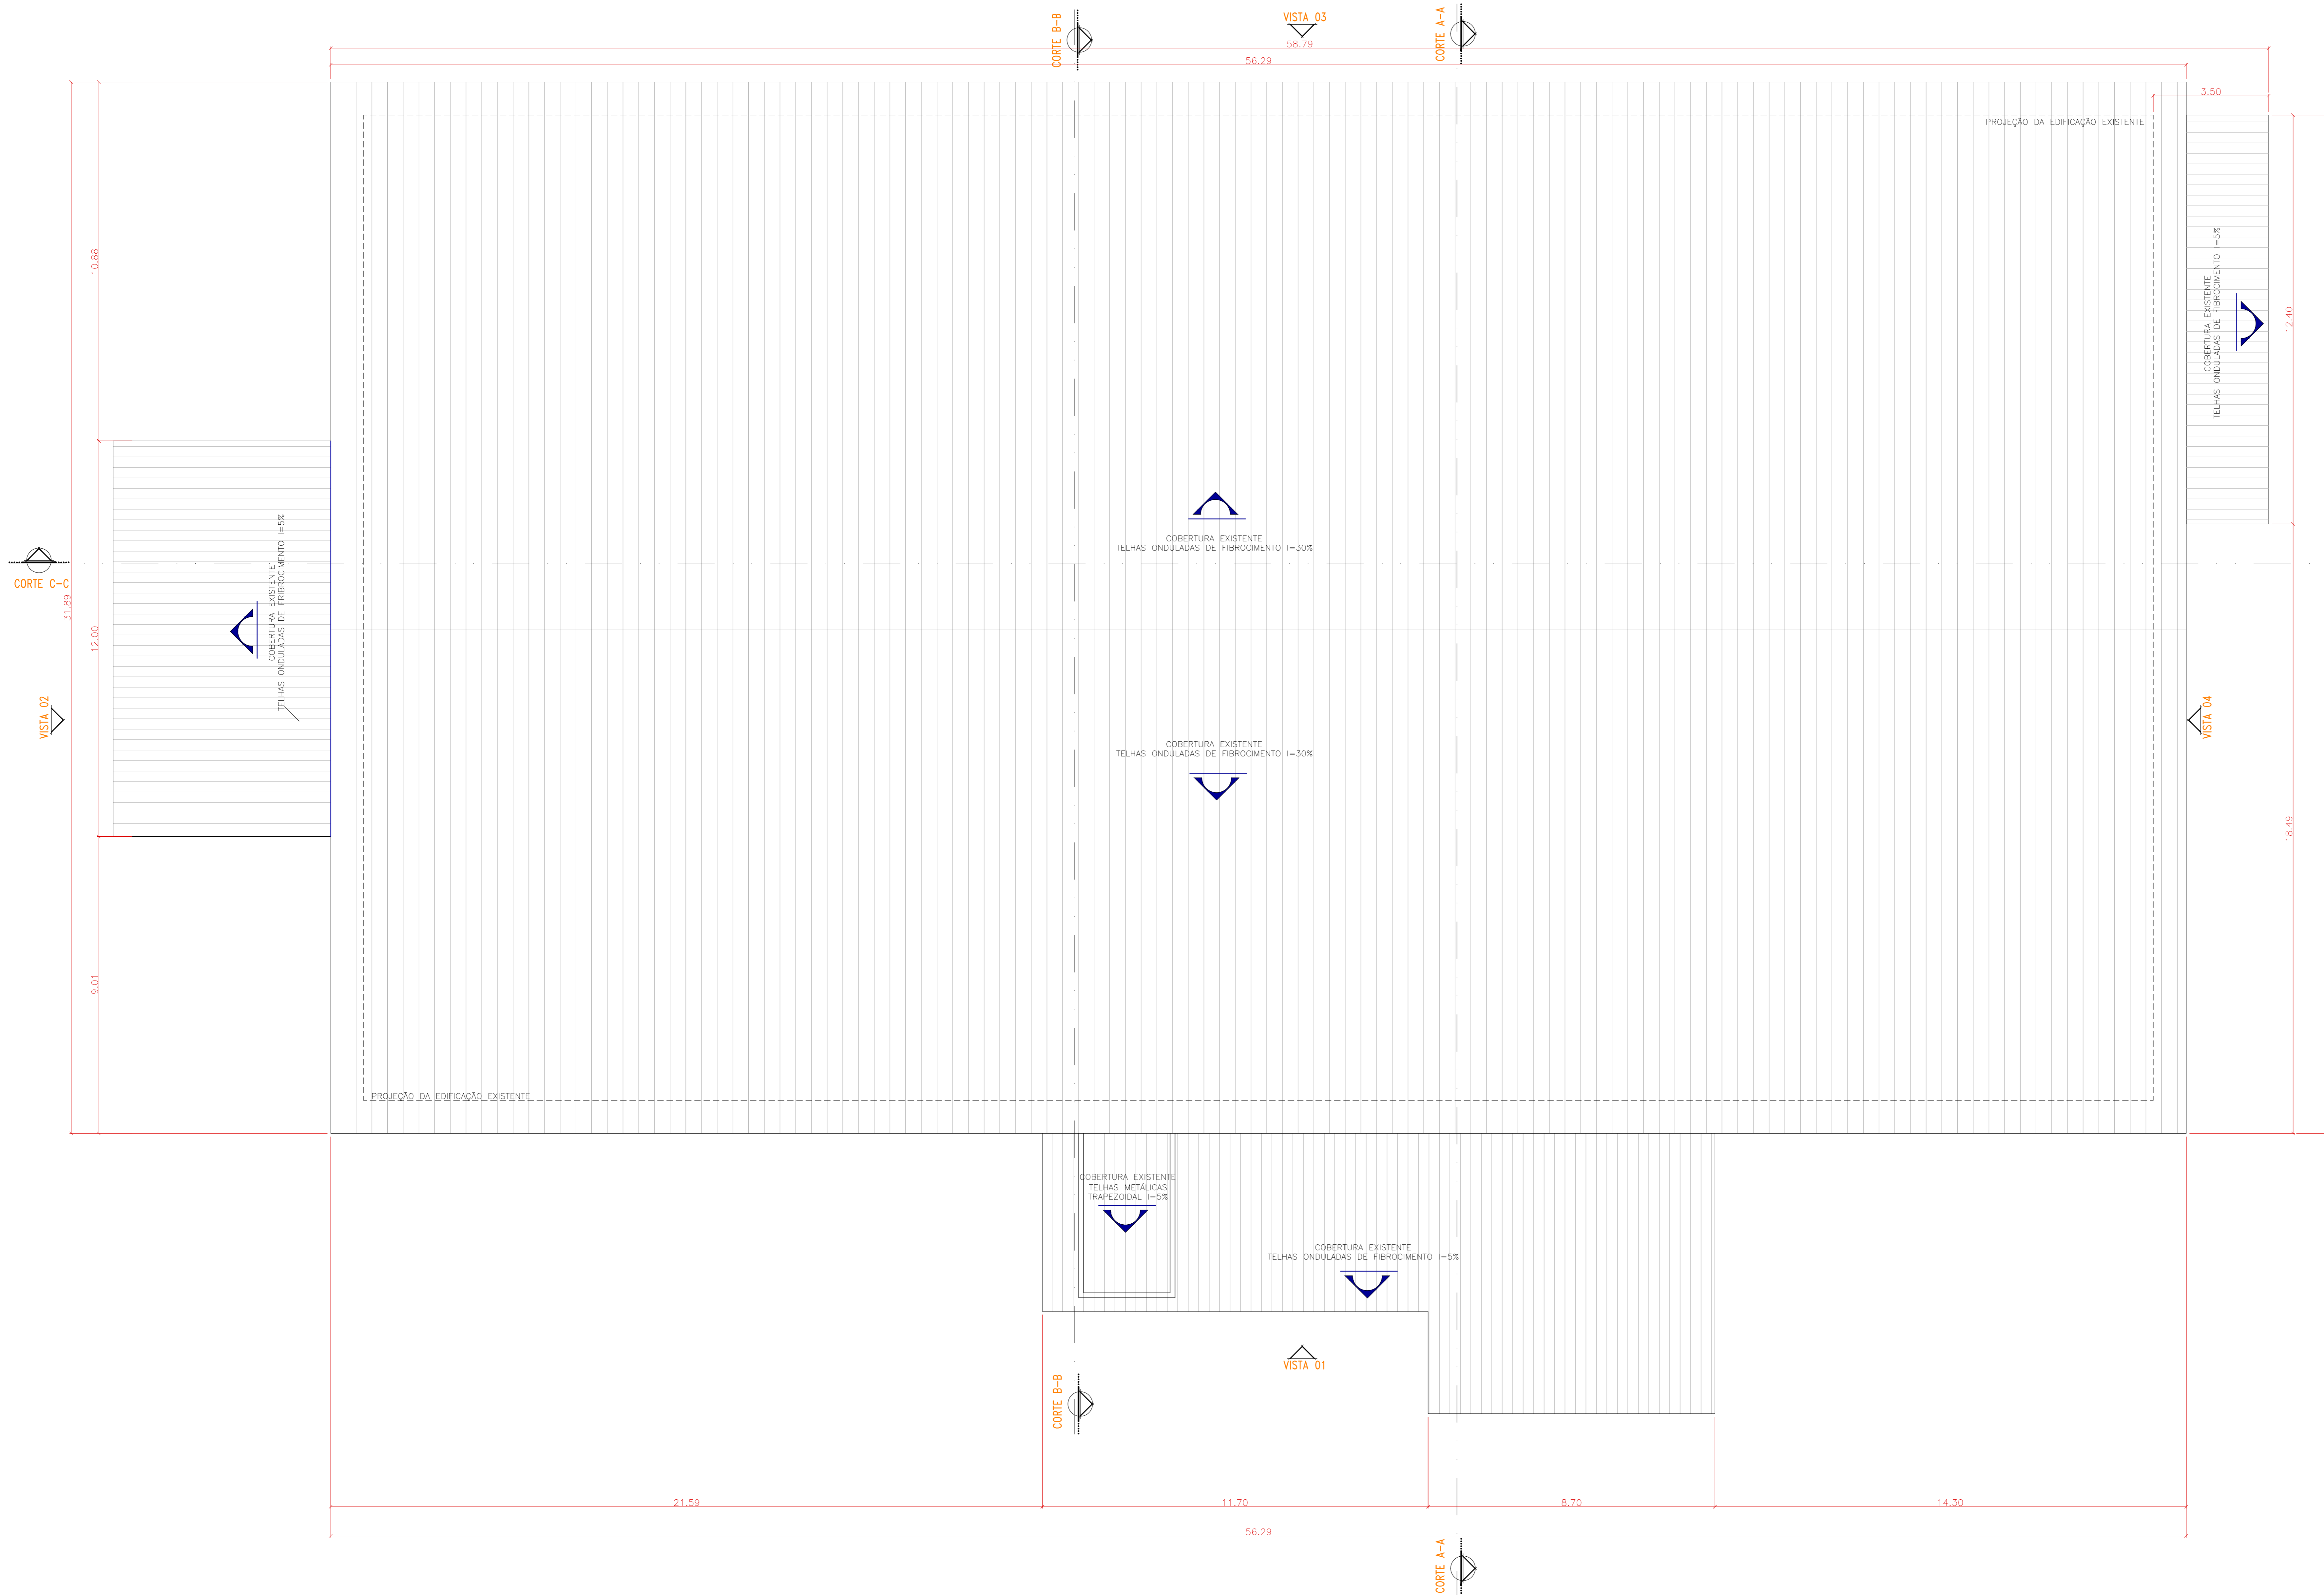 VISTA 03
CORTE B-B
CORTE A-A
58.79
56.29
3.50
PROJEÇÃO DA EDIFICAÇÃO EXISTENTE
10.88
COBERTURA EXISTENTE
TELHAS ONDULADAS DE FIBROCIMENTO I=5%
12.40
COBERTURA EXISTENTE
TELHAS ONDULADAS DE FIBROCIMENTO I=30%
CORTE C-C
31.89
12.00
COBERTURA EXISTENTE
TELHAS ONDULADAS DE FRIBROCIMENTO I=5%
VISTA 02
VISTA 04
COBERTURA EXISTENTE
TELHAS ONDULADAS DE FIBROCIMENTO I=30%
18.49
9.01
PROJEÇÃO DA EDIFICAÇÃO EXISTENTE
COBERTURA EXISTENTE
TELHAS METÁLICAS
TRAPEZOIDAL I=5%
COBERTURA EXISTENTE
TELHAS ONDULADAS DE FIBROCIMENTO I=5%
VISTA 01
CORTE B-B
21.59
11.70
8.70
14.30
56.29
CORTE A-A